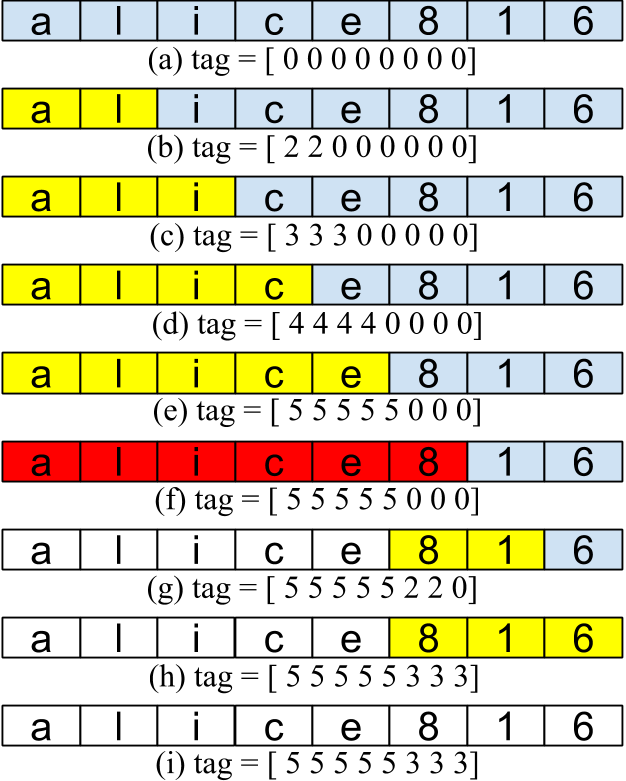 a l i c e 8 1 6
(a) tag = [ 0 0 0 0 0 0 0 0]
a l i c e 8 1 6
(b) tag = [ 2 2 0 0 0 0 0 0]
a l i c e 8 1 6
(c) tag = [ 3 3 3 0 0 0 0 0]
a l i c e 8 1 6
(d) tag = [ 4 4 4 4 0 0 0 0]
a l i c e 8 1 6
(e) tag = [ 5 5 5 5 5 0 0 0]
a l i c e 8 1 6
(f) tag = [ 5 5 5 5 5 0 0 0]
a l i c e 8 1 6
(g) tag = [ 5 5 5 5 5 2 2 0]
a l i c e 8 1 6
(h) tag = [ 5 5 5 5 5 3 3 3]
a l i c e 8 1 6
(i) tag = [ 5 5 5 5 5 3 3 3]